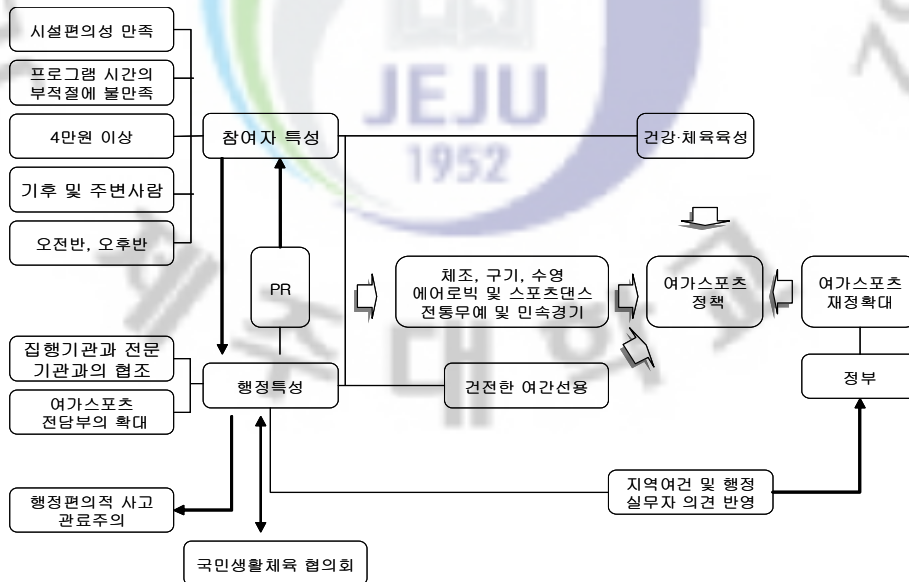 시설편의성 만족
프로그램 시간의
부적절에 불만족
4만원 이상
기후 및 주변사람
오전반, 오후반
참여자 특성
건강·체육육성
PR
체조, 구기, 수영
에어로빅 및 스포츠댄스
전통무예 및 민속경기
여가스포츠
정책
여가스포츠
재정확대
집행기관과 전문
기관과의 협조
여가스포츠
전담부의 확대
행정특성
건전한 여간선용
정부
행정편의적 사고
관료주의
지역여건 및 행정
실무자 의견 반영
국민생활체육 협의회
JEJU
1952
제주대학교